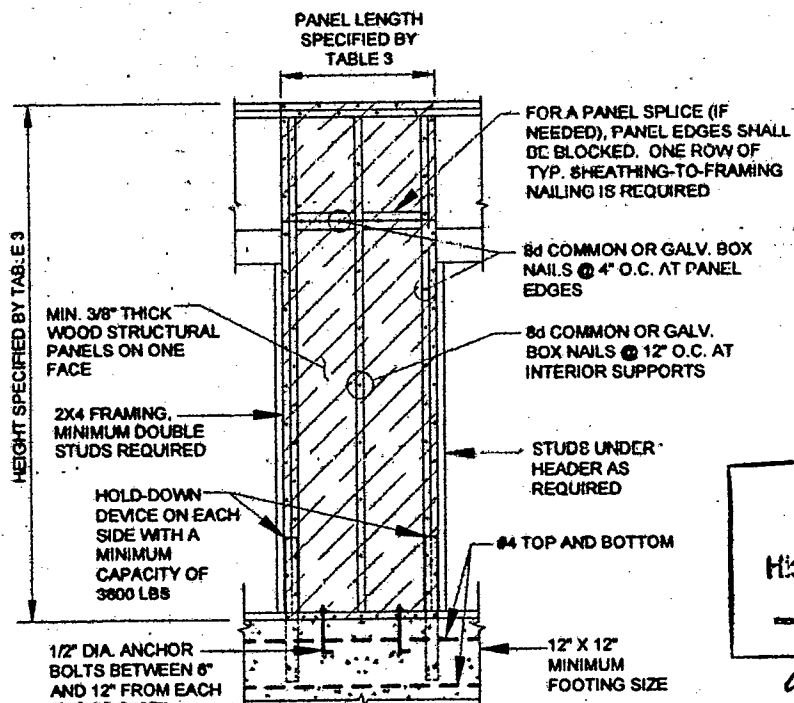 PANEL LENGTH
SPECIFIED BY
TABLE 3
HEIGHT SPECIFIED BY TABLE 3
FOR A PANEL SPLICE (IF
NEEDED), PANEL EDGES SHALL
BE BLOCKED. ONE ROW OF
TYP. SHEATHING-TO-FRAMING
NAILING IS REQUIRED
8d COMMON OR GALV. BOX
NAILS @ 4" O.C. AT PANEL
EDGES
MIN. 3/8" THICK
WOOD STRUCTURAL
PANELS ON ONE
FACE
8d COMMON OR GALV.
BOX NAILS @ 12" O.C. AT
INTERIOR SUPPORTS
2X4 FRAMING,
MINIMUM DOUBLE
STUDS REQUIRED
STUDS UNDER
HEADER AS
REQUIRED
HOLD-DOWN
DEVICE ON EACH
SIDE WITH A
MINIMUM
CAPACITY OF
3600 LBS
#4 TOP AND BOTTOM
1/2" DIA. ANCHOR
BOLTS BETWEEN 6"
AND 12" FROM EACH
12" X 12"
MINIMUM
FOOTING SIZE